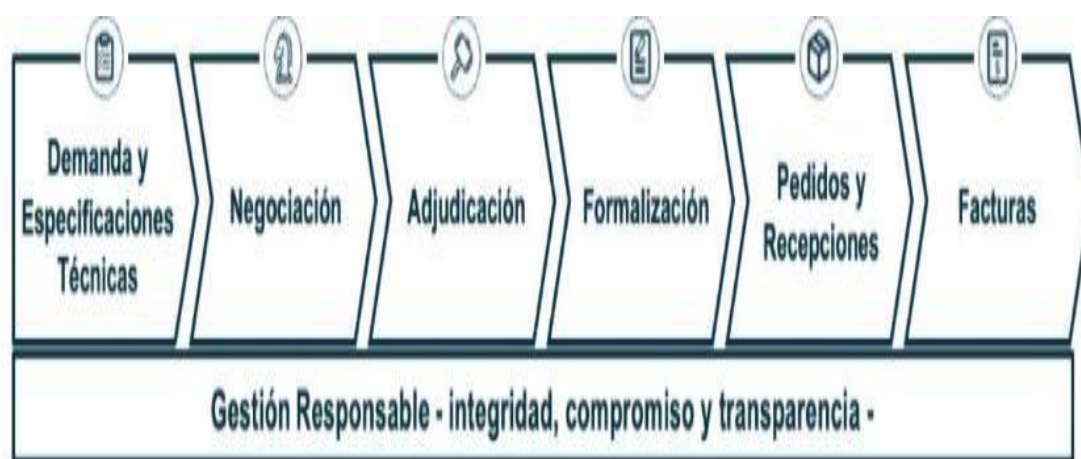 Demanda y
Especificaciones
Técnicas
Negociación
Adjudicación
Formalización
Pedidos y
Recepciones
Facturas
Gestión Responsable - integridad, compromiso y transparencia -